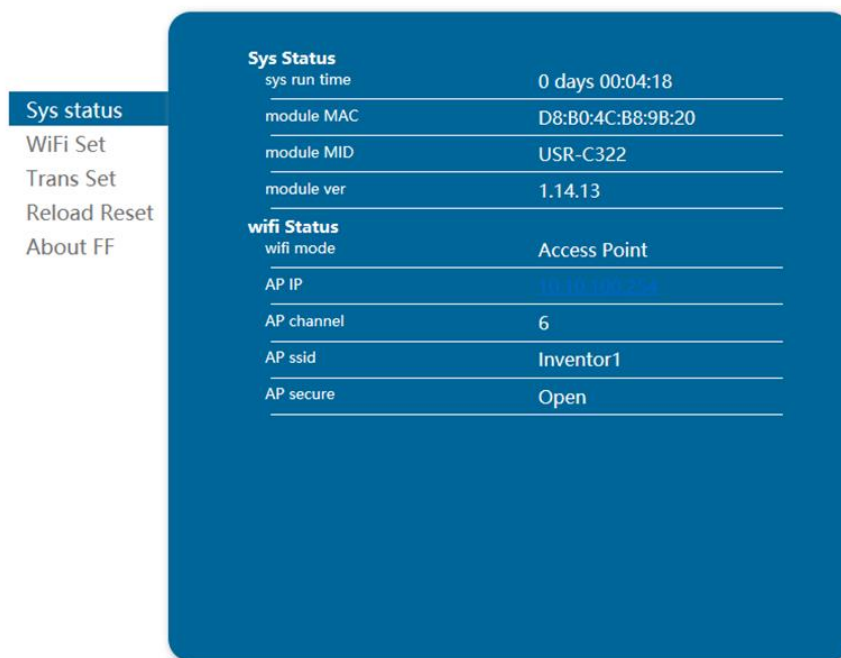 Sys status
WiFi Set
Trans Set
Reload Reset
About FF
Sys Status
sys run time 0 days 00:04:18
module MAC D8:B0:4C:B8:9B:20
module MID USR-C322
module ver 1.14.13
wifi Status
wifi mode Access Point
AP IP
AP channel 6
AP ssid Inventor1
AP secure Open